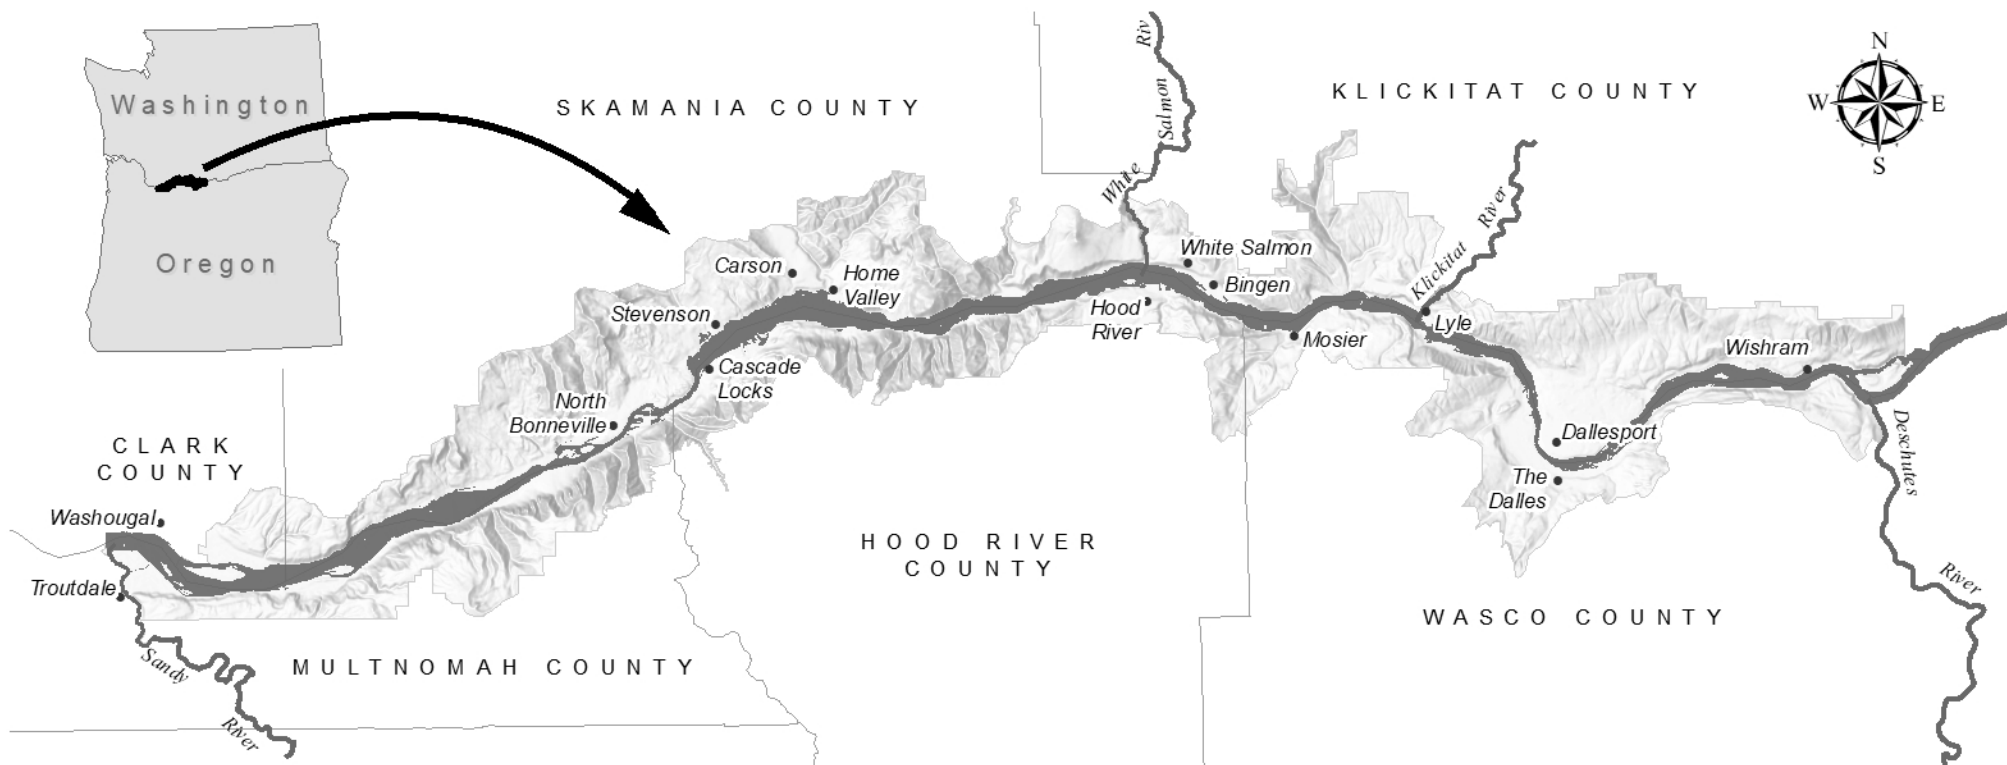 Washington
Oregon
SKAMANIA COUNTY
KLICKITAT COUNTY
N
W
E
S
White Salmon Riv
Klickitat River
White Salmon
Bingen
Carson
Home
Valley
Stevenson
Hood
River
Mosier
Lyle
Wishram
Cascade
Locks
North
Bonneville
Dallesport
The
Dalles
CLARK
COUNTY
Washougal
Troutdale
HOOD RIVER
COUNTY
WASCO COUNTY
MULTNOMAH COUNTY
Sandy River
Deschutes River